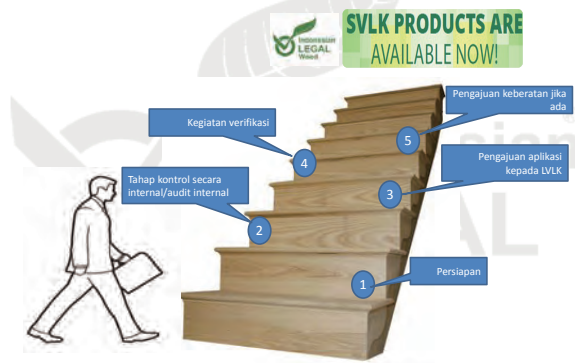 Indonesian
LEGAL
Wood
SVLK PRODUCTS ARE
AVAILABLE NOW!
Pengajuan keberatan jika
ada
5
Kegiatan verifikasi
4
Pengajuan aplikasi
kepada LVLK
3
Tahap kontrol secara
internal/audit internal
2
Persiapan
1